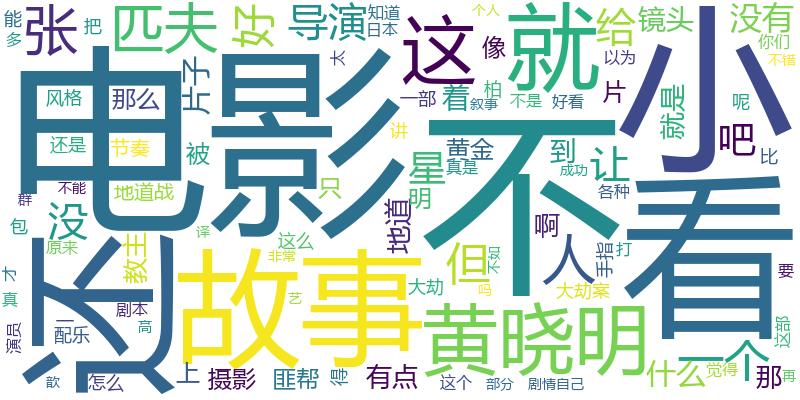 能
多
张
把
匹夫
好
导演
知道
日本
个人
太
像
这
就
给
以为
镜头
小
没有
你们
不错
电影
风格
那么
片子
一部
着
柏
叙事
不是
好看
片
就是
吧
呢
比
还是
节奏
被
讲
黄金
真是
不
到
成功
让
各种
看
不能
地道战
只
星
明
群
包
没
原来
教主
译
这么
地道
但
不如
啊
人
手指
打
还
才
真
故事
非常
艺
大劫
吗
大劫案
要
演员
一
配乐
剧本
高
黄晓明
一个
这部
歆
怎么
上
摄影
匪帮
得
有点
这个
部分
剧情
自己
什么
觉得
那
再